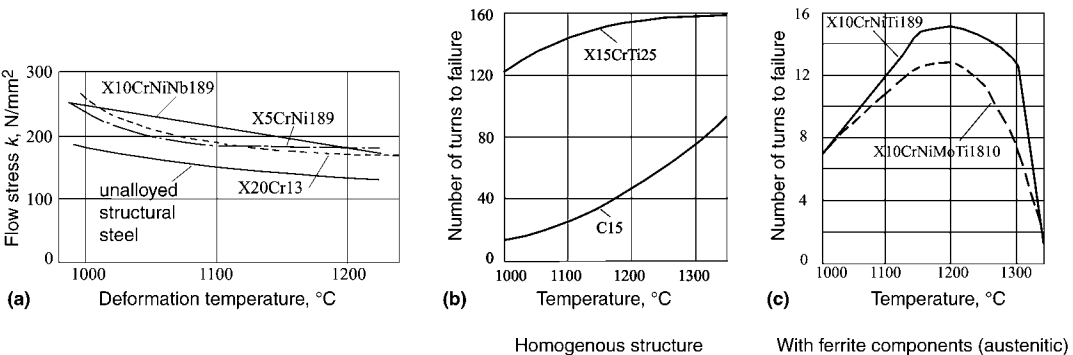 300
200
100
0
Flow stress k, N/mm²
X10CrNiNb189
X5CrNi189
X20Cr13
unalloyed
structural
steel
1000 1100 1200
(a) Deformation temperature, °C
160
120
80
40
0
Number of turns to failure
X15CrTi25
C15
1000 1100 1200 1300
(b) Temperature, °C
Homogenous structure
16
12
8
4
0
Number of turns to failure
X10CrNiTi189
X10CrNiMoTi1810
1000 1100 1200 1300
(c) Temperature, °C
With ferrite components (austenitic)